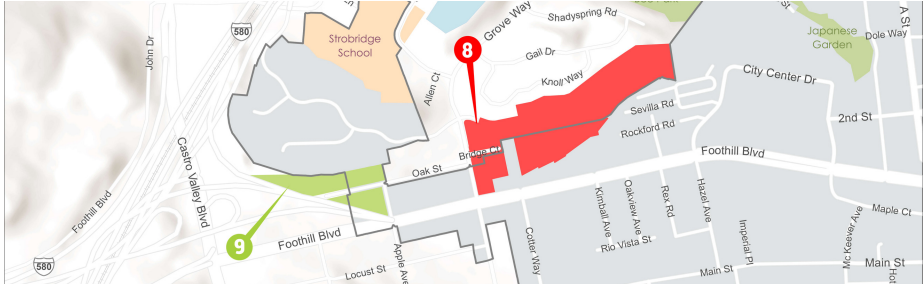 580
John Dr
Strobridge
School
Grove Way
Shadyspring Rd
St
A St
Japanese
Garden
Dole Way
8
Gail Dr
Knoll Way
Allen Ct
City Center Dr
Sevilla Rd
2nd St
Rockford Rd
Castro Valley Blvd
Bridge Ct
Oak St
Foothill Blvd
Foothill Blvd
Kimball Ave
Oakview Ave
Rex Rd
Hazel Ave
Maple Ct
9
Foothill Blvd
Apple Ave
Cotter Way
Rio Vista St
Imperial Pl
Mc Keever Ave
580
Locust St
Main St
Main St
Hot